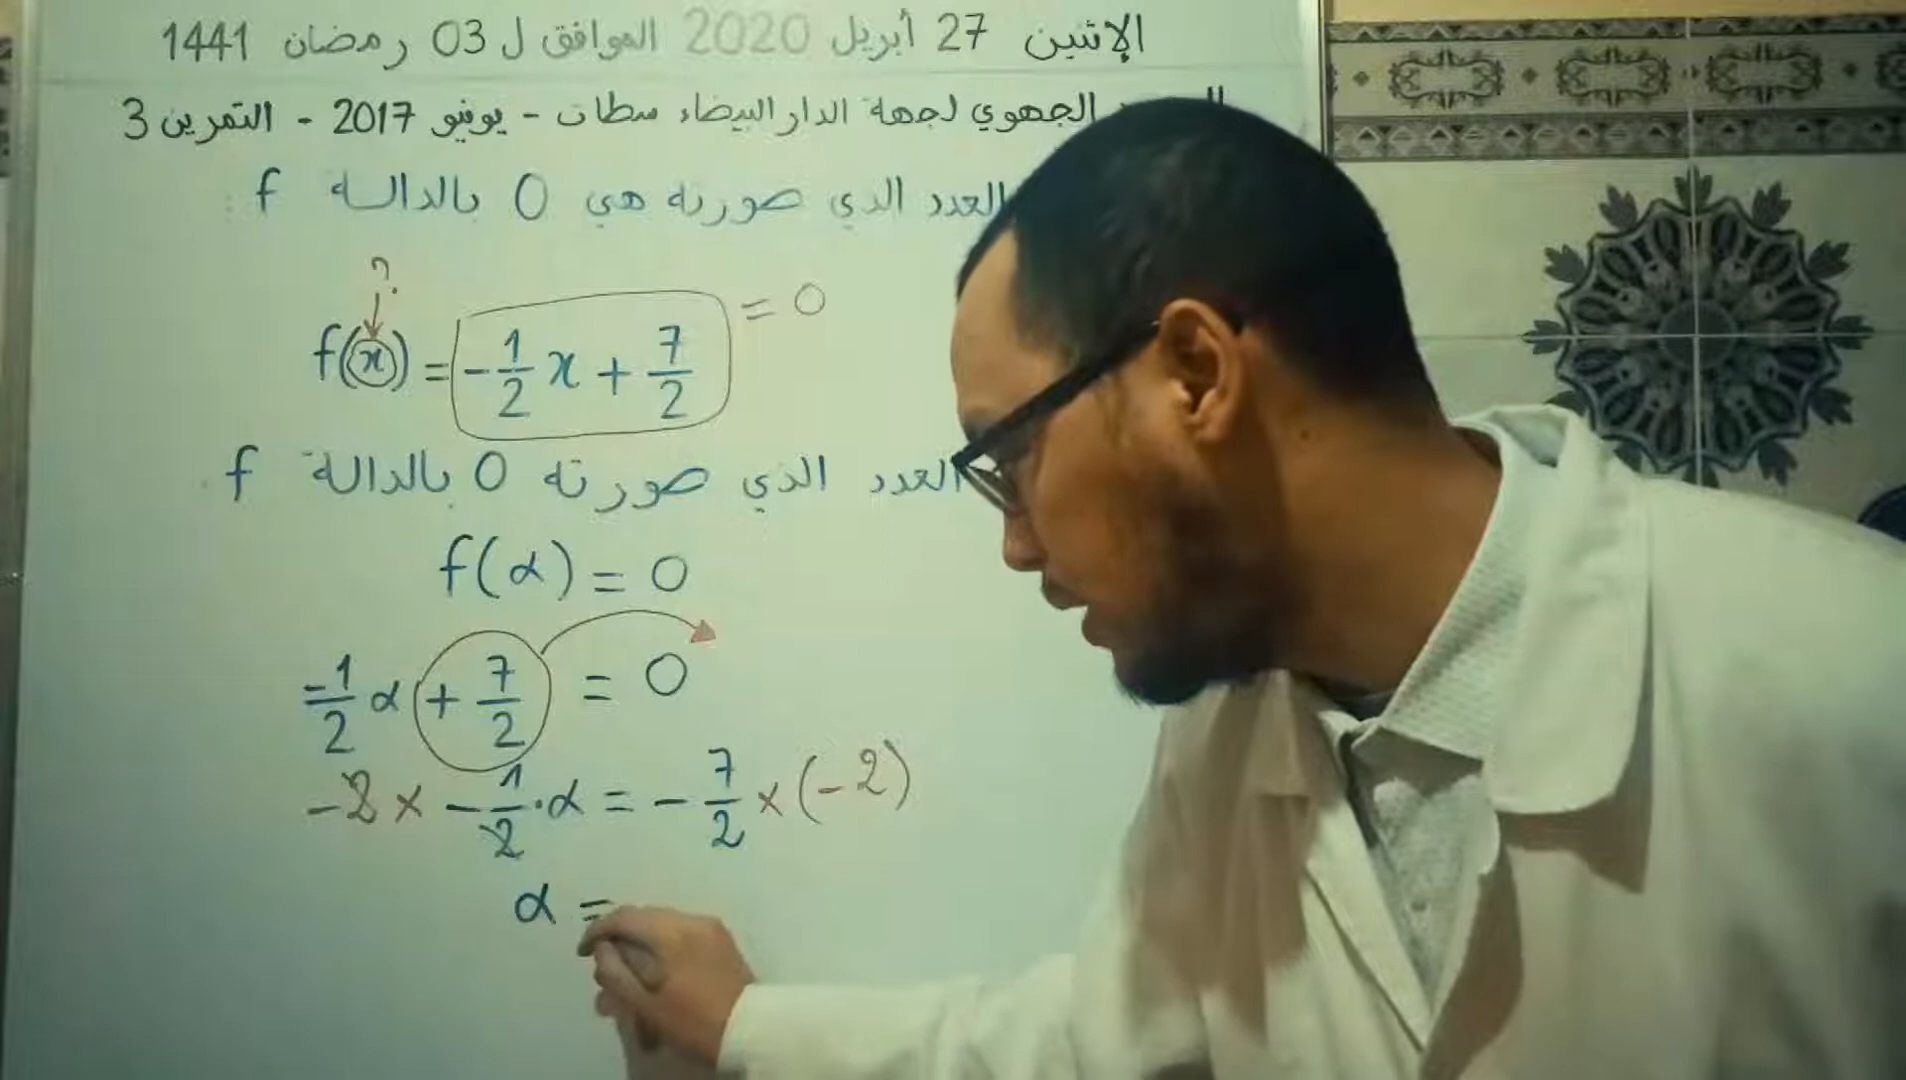 الإثنين 27 أبريل 2020 الموافق ل 03 رمضان 1441
الجهوي لجهة الدار البيضاء سطات - يونيو 2017 - التمرين 3
العدد الذي صورته هي 0 بالدالة f :
?
f(x) = -1/2 x + 7/2 = 0
العدد الذي صورته 0 بالدالة f
f(α) = 0
-1/2 α + 7/2 = 0
-2 × -1/2 · α = -7/2 × (-2)
α =